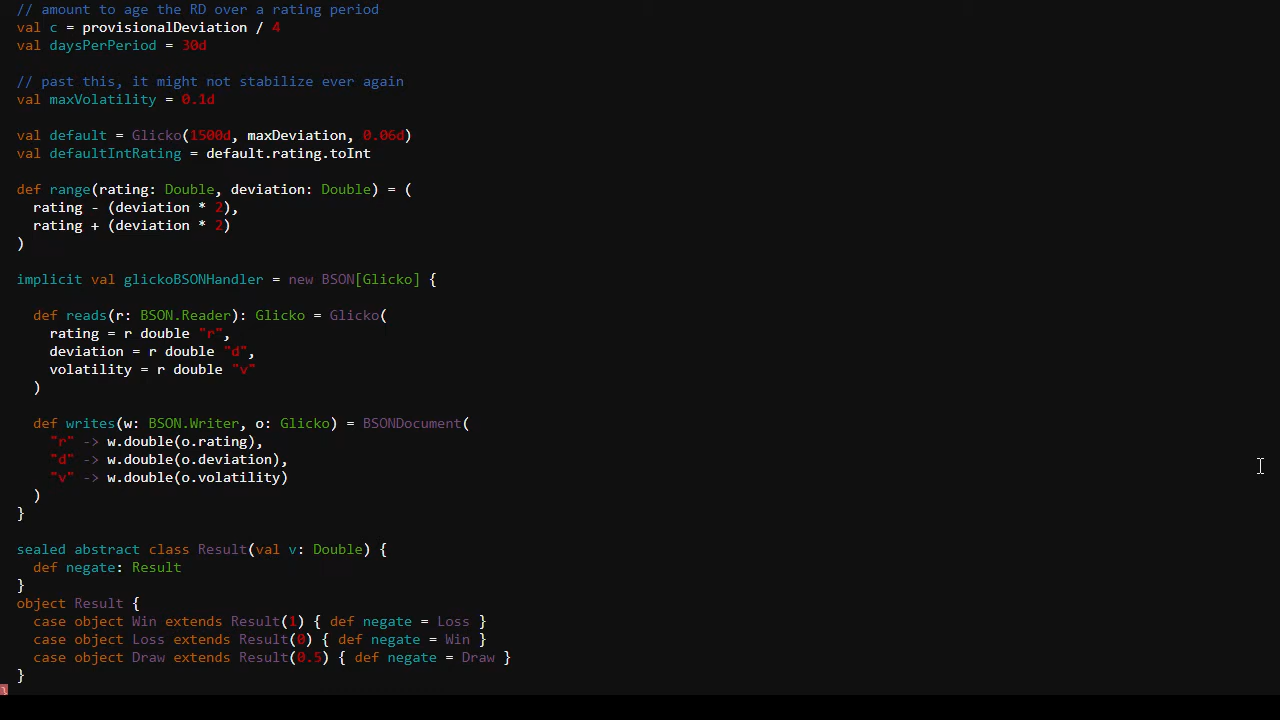 // amount to age the RD over a rating period
val c = provisionalDeviation / 4
val daysPerPeriod = 30d

// past this, it might not stabilize ever again
val maxVolatility = 0.1d

val default = Glicko(1500d, maxDeviation, 0.06d)
val defaultIntRating = default.rating.toInt

def range(rating: Double, deviation: Double) = (
  rating - (deviation * 2),
  rating + (deviation * 2)
)

implicit val glickoBSONHandler = new BSON[Glicko] {

  def reads(r: BSON.Reader): Glicko = Glicko(
    rating = r double "r",
    deviation = r double "d",
    volatility = r double "v"
  )

  def writes(w: BSON.Writer, o: Glicko) = BSONDocument(
    "r" -> w.double(o.rating),
    "d" -> w.double(o.deviation),
    "v" -> w.double(o.volatility)
  )
}

sealed abstract class Result(val v: Double) {
  def negate: Result
}
object Result {
  case object Win extends Result(1) { def negate = Loss }
  case object Loss extends Result(0) { def negate = Win }
  case object Draw extends Result(0.5) { def negate = Draw }
}
}